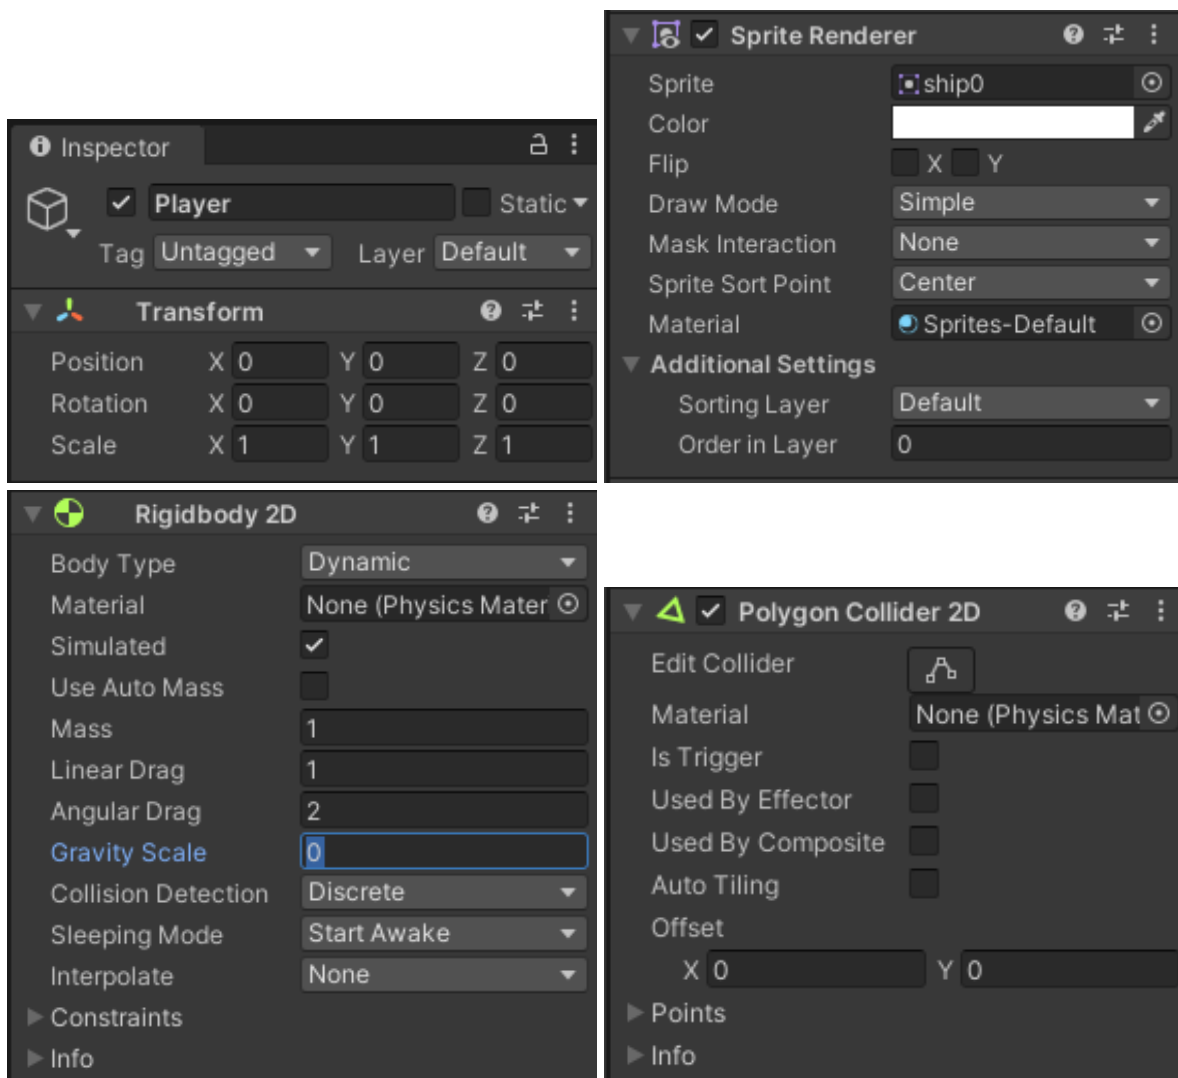 Inspector
Player
Static
Tag Untagged Layer Default
Transform
Position X 0 Y 0 Z 0
Rotation X 0 Y 0 Z 0
Scale X 1 Y 1 Z 1
Sprite Renderer
Sprite ship0
Color
Flip X Y
Draw Mode Simple
Mask Interaction None
Sprite Sort Point Center
Material Sprites-Default
Additional Settings
Sorting Layer Default
Order in Layer 0
Rigidbody 2D
Body Type Dynamic
Material None (Physics Mater
Simulated
Use Auto Mass
Mass 1
Linear Drag 1
Angular Drag 2
Gravity Scale 0
Collision Detection Discrete
Sleeping Mode Start Awake
Interpolate None
Constraints
Info
Polygon Collider 2D
Edit Collider
Material None (Physics Mat
Is Trigger
Used By Effector
Used By Composite
Auto Tiling
Offset
X 0 Y 0
Points
Info